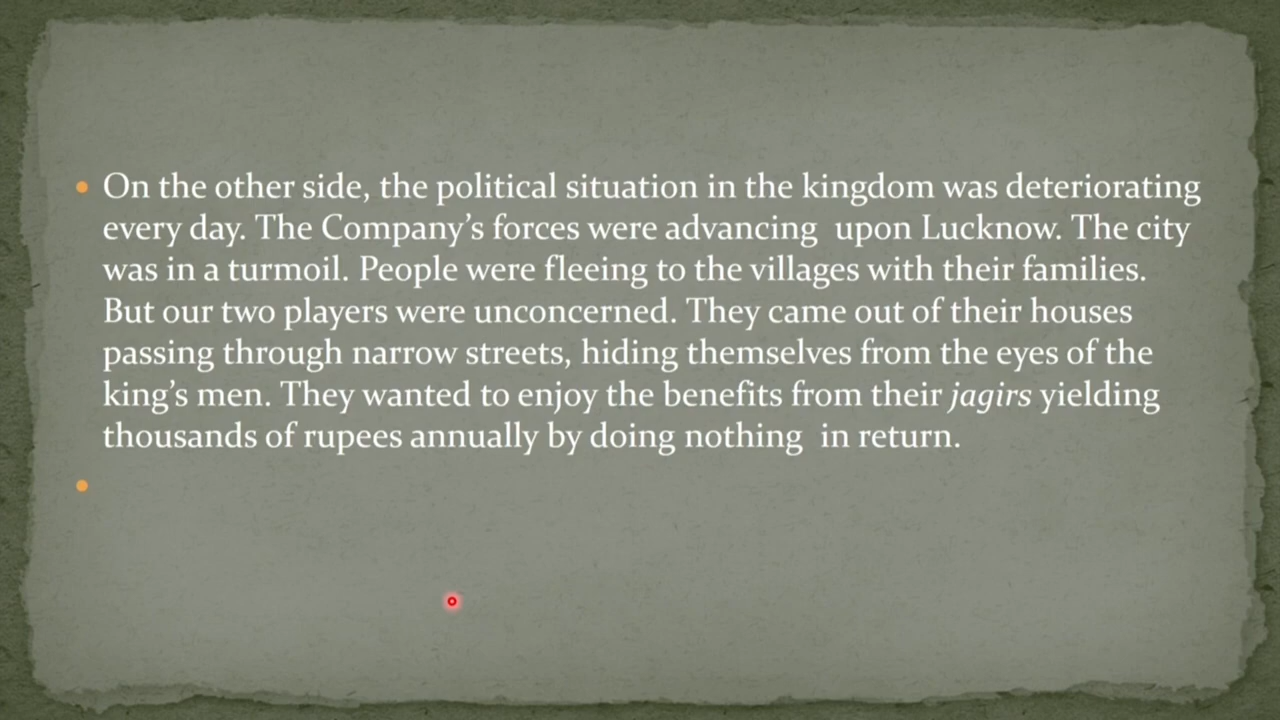 On the other side, the political situation in the kingdom was deteriorating
every day. The Company’s forces were advancing  upon Lucknow. The city
was in a turmoil. People were fleeing to the villages with their families.
But our two players were unconcerned. They came out of their houses
passing through narrow streets, hiding themselves from the eyes of the
king’s men. They wanted to enjoy the benefits from their jagirs yielding
thousands of rupees annually by doing nothing  in return.